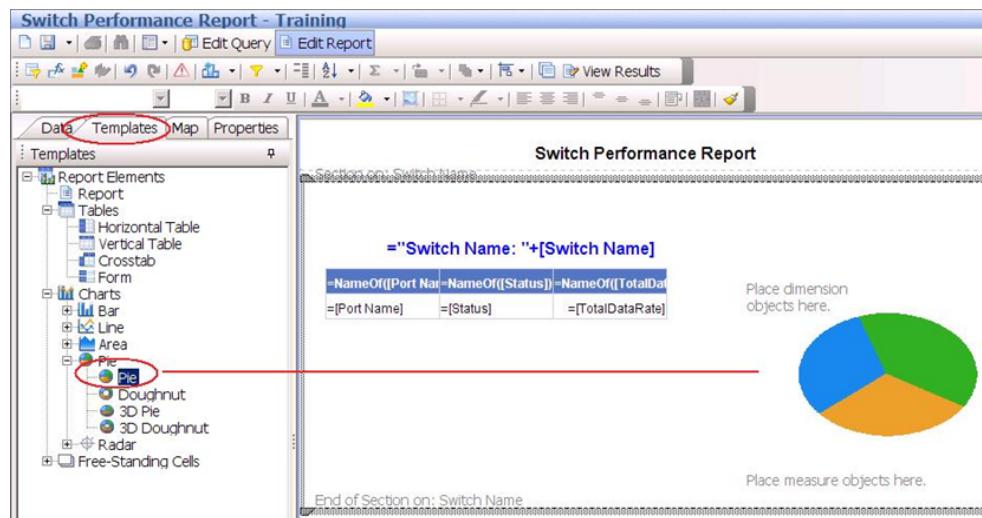 Switch Performance Report - Training
Edit Query Edit Report
View Results
B I U A
Data Templates Map Properties
Templates
Report Elements
Report
Tables
Horizontal Table
Vertical Table
Crosstab
Form
Charts
Bar
Line
Area
Pie
Pie
Doughnut
3D Pie
3D Doughnut
Radar
Free-Standing Cells
Switch Performance Report
Section on: Switch Name
="Switch Name: "+[Switch Name]
=NameOf([Port Nar =NameOf([Status]) =NameOf([TotalDat
=[Port Name] =[Status] =[TotalDataRate]
Place dimension
objects here.
Place measure objects here.
End of Section on: Switch Name